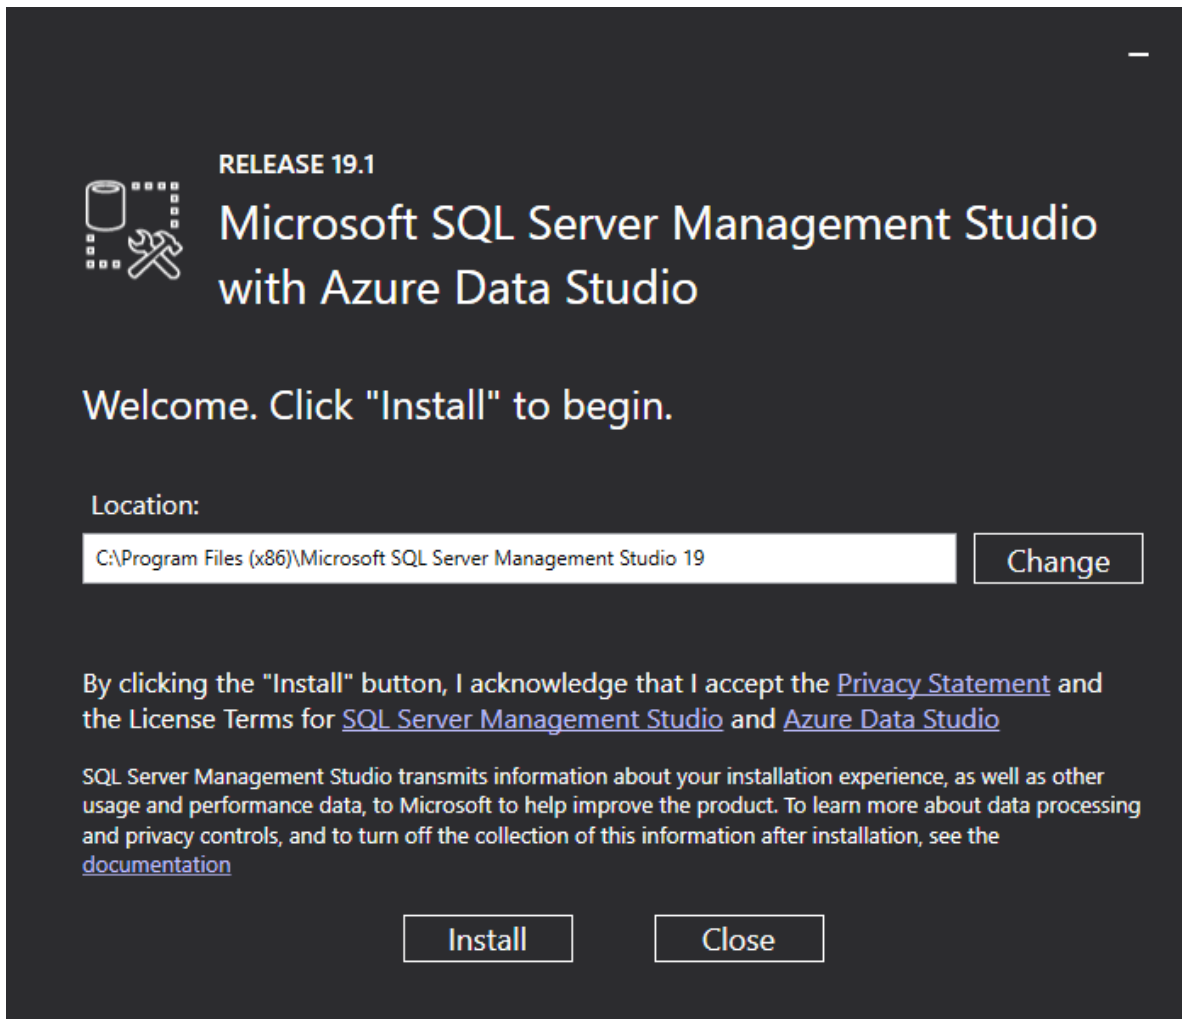 RELEASE 19.1
Microsoft SQL Server Management Studio
with Azure Data Studio
Welcome. Click "Install" to begin.
Location:
C:\Program Files (x86)\Microsoft SQL Server Management Studio 19
Change
By clicking the "Install" button, I acknowledge that I accept the Privacy Statement and
the License Terms for SQL Server Management Studio and Azure Data Studio
SQL Server Management Studio transmits information about your installation experience, as well as other
usage and performance data, to Microsoft to help improve the product. To learn more about data processing
and privacy controls, and to turn off the collection of this information after installation, see the
documentation
Install
Close